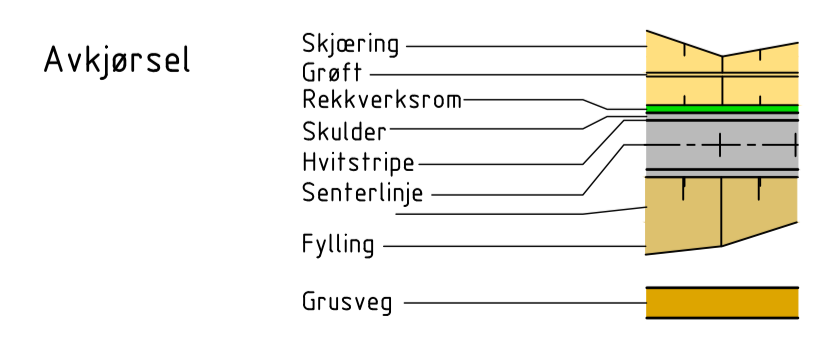 Avkjørsel
Skjæring
Grøft
Rekkverksrom
Skulder
Hvitstripe
Senterlinje
Fylling
Grusveg